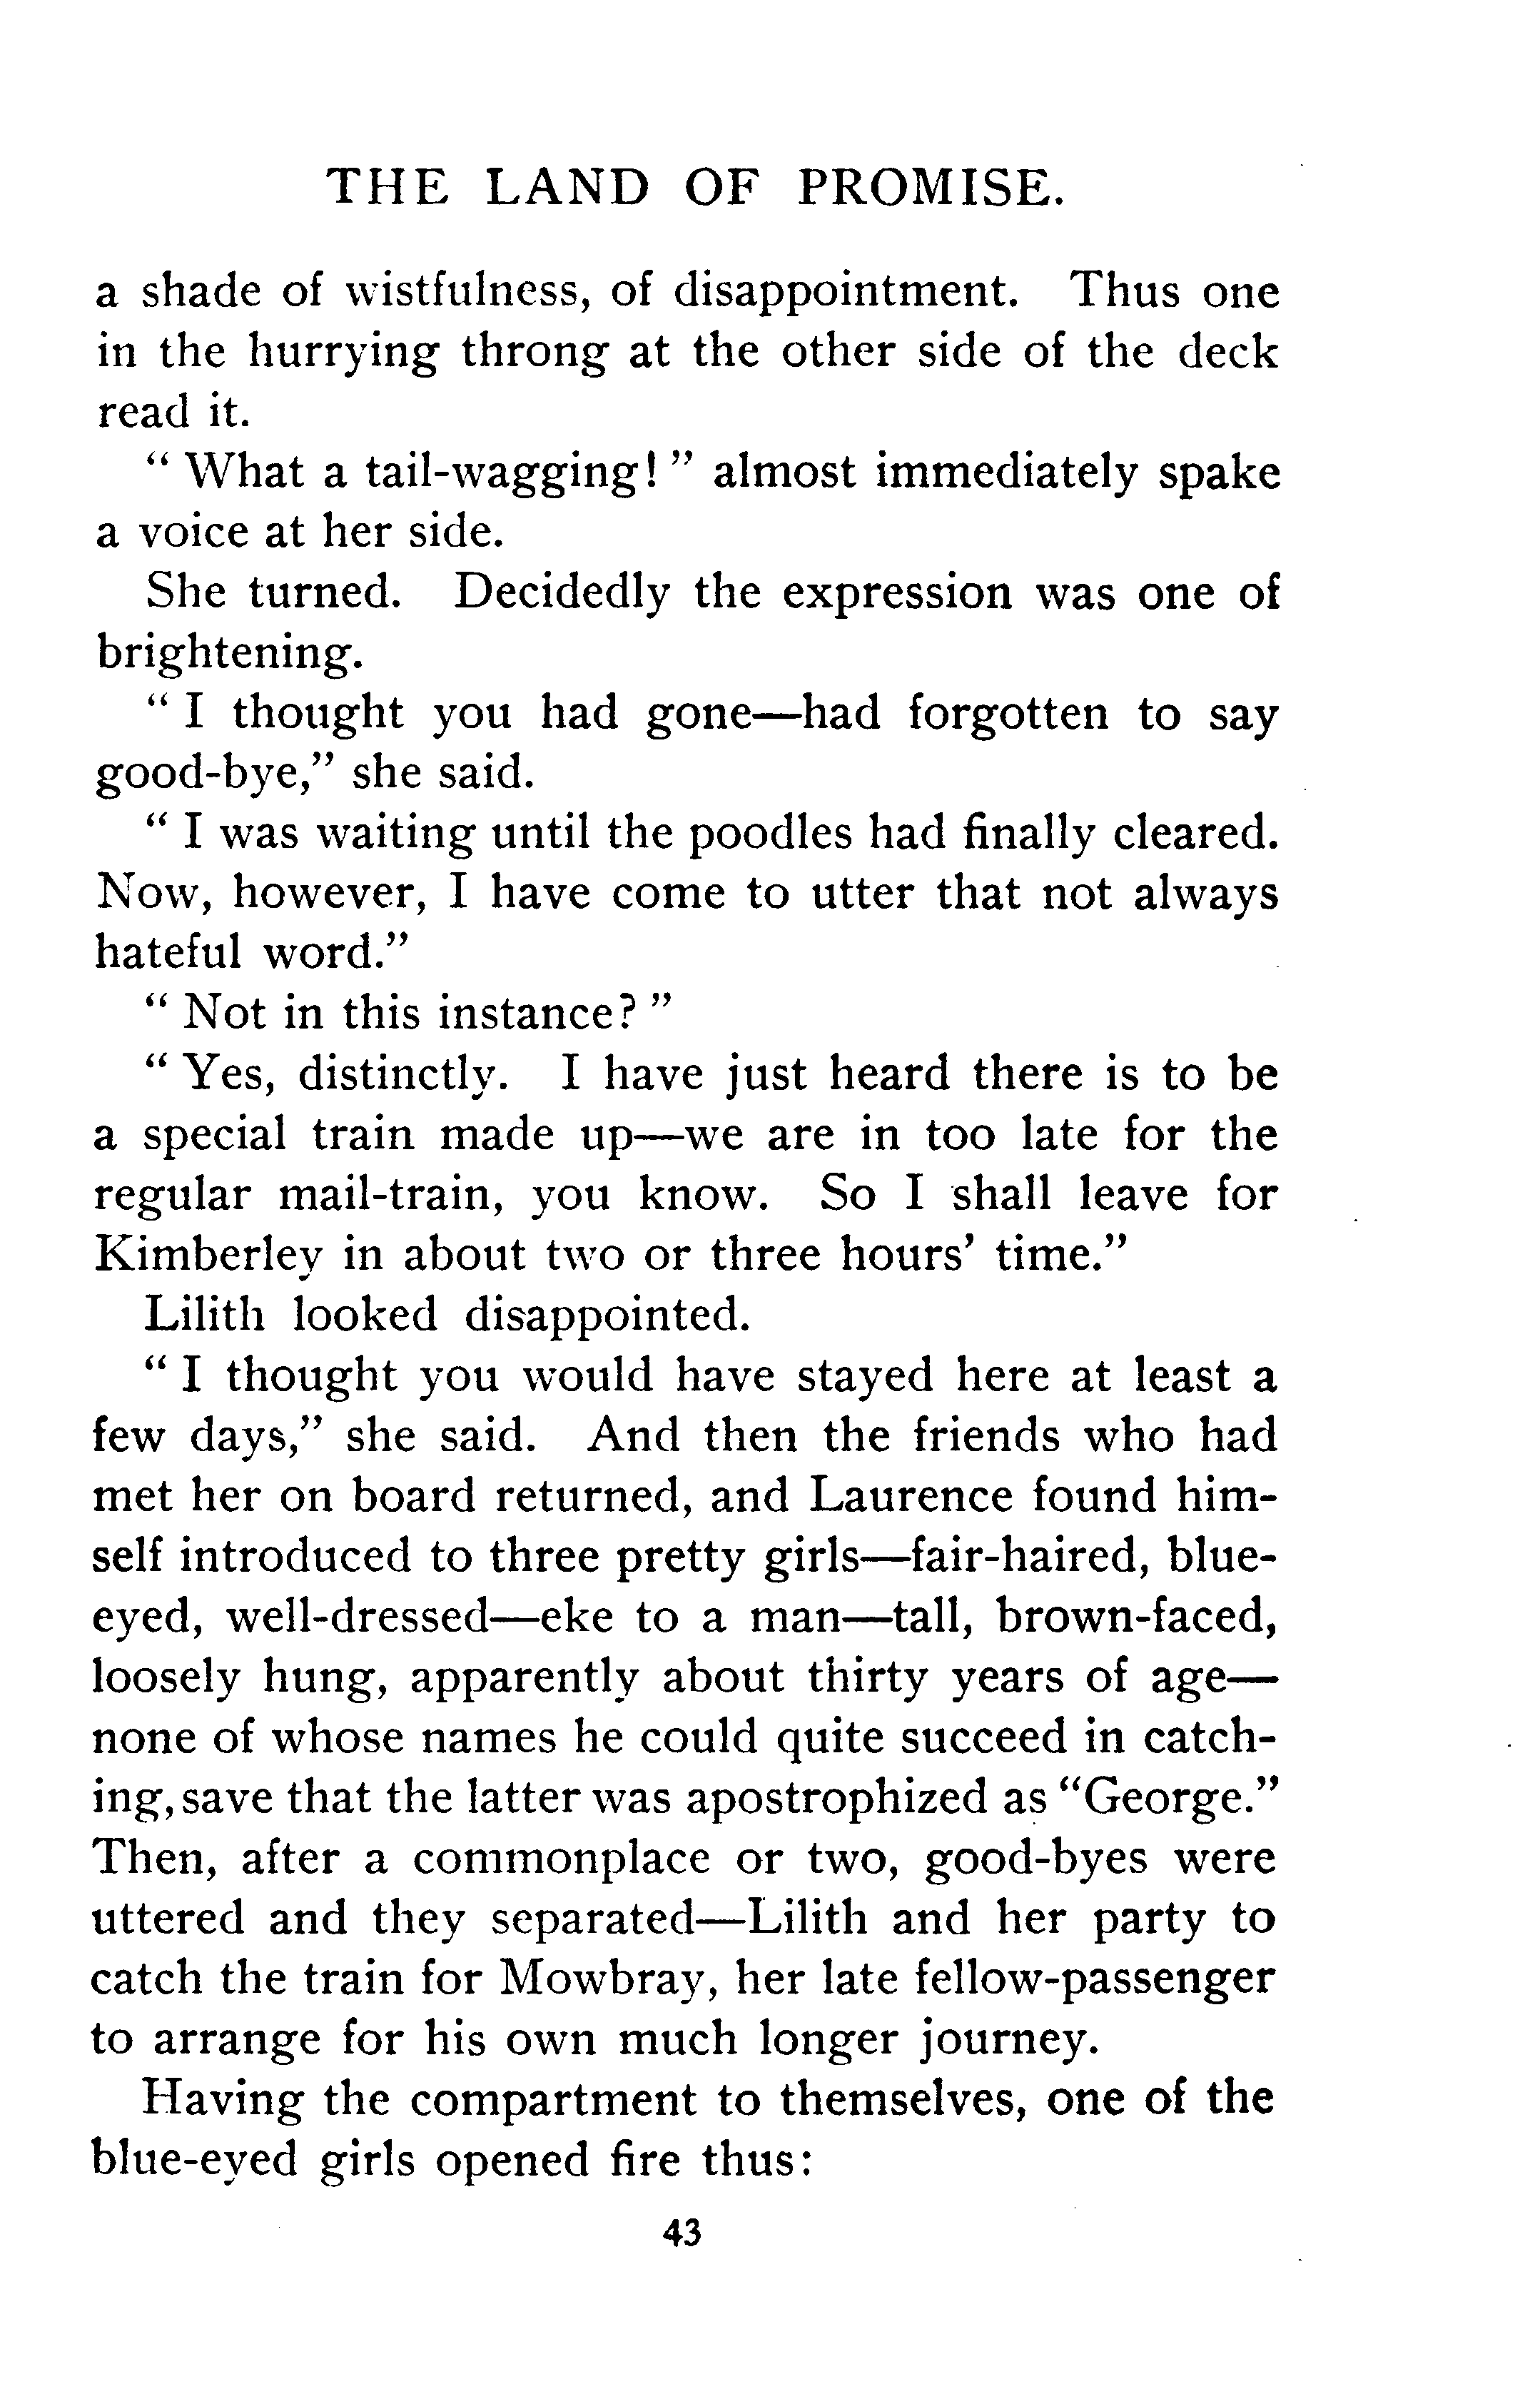 THE LAND OF PROMISE.
a shade of wistfulness, of disappointment. Thus one
in the hurrying throng at the other side of the deck
read it.
“ What a tail-wagging! ” almost immediately spake
a voice at her side.
She turned. Decidedly the expression was one of
brightening.
“ I thought you had gone—had forgotten to say
good-bye,” she said.
“ I was waiting until the poodles had finally cleared.
Now, however, I have come to utter that not always
hateful word.”
“ Not in this instance? ”
“ Yes, distinctly. I have just heard there is to be
a special train made up—we are in too late for the
regular mail-train, you know. So I shall leave for
Kimberley in about two or three hours’ time.”
Lilith looked disappointed.
“ I thought you would have stayed here at least a
few days,” she said. And then the friends who had
met her on board returned, and Laurence found him-
self introduced to three pretty girls—fair-haired, blue-
eyed, well-dressed—eke to a man—tall, brown-faced,
loosely hung, apparently about thirty years of age—
none of whose names he could quite succeed in catch-
ing, save that the latter was apostrophized as “George.”
Then, after a commonplace or two, good-byes were
uttered and they separated—Lilith and her party to
catch the train for Mowbray, her late fellow-passenger
to arrange for his own much longer journey.
Having the compartment to themselves, one of the
blue-eyed girls opened fire thus:
43